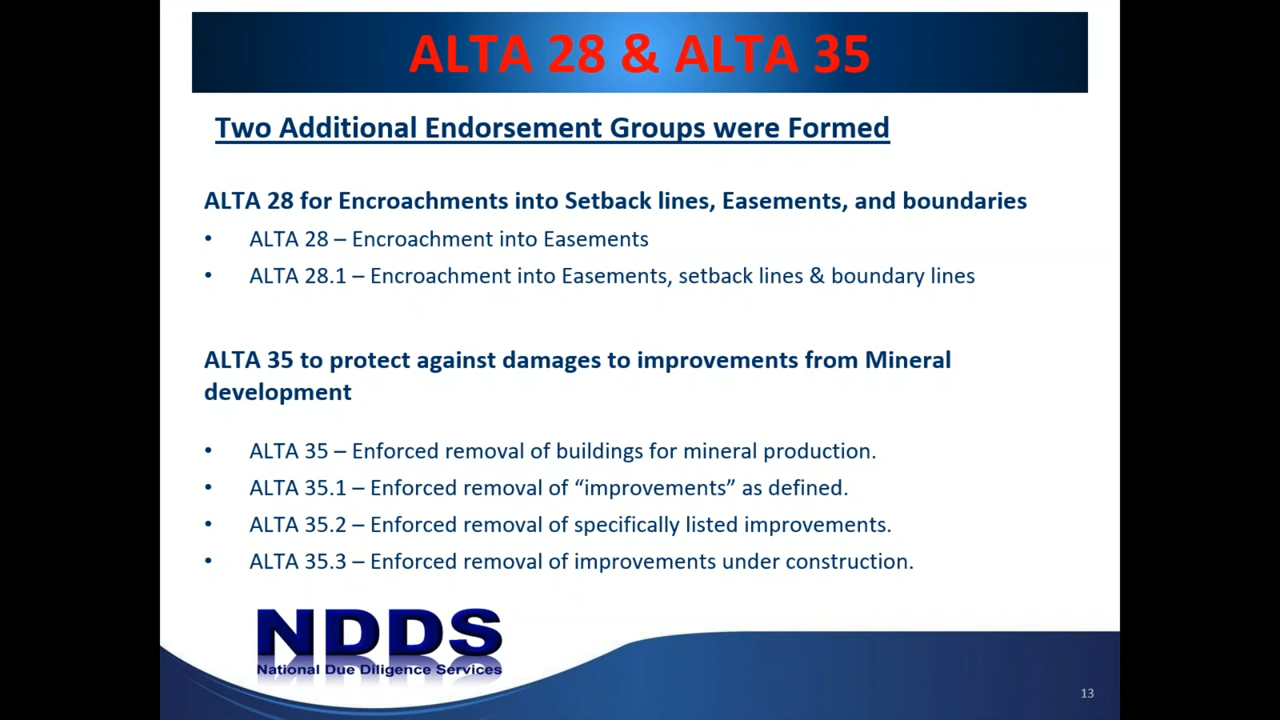 ALTA 28 & ALTA 35
Two Additional Endorsement Groups were Formed
ALTA 28 for Encroachments into Setback lines, Easements, and boundaries
• ALTA 28 – Encroachment into Easements
• ALTA 28.1 – Encroachment into Easements, setback lines & boundary lines
ALTA 35 to protect against damages to improvements from Mineral
development
• ALTA 35 – Enforced removal of buildings for mineral production.
• ALTA 35.1 – Enforced removal of “improvements” as defined.
• ALTA 35.2 – Enforced removal of specifically listed improvements.
• ALTA 35.3 – Enforced removal of improvements under construction.
NDDS
National Due Diligence Services
13